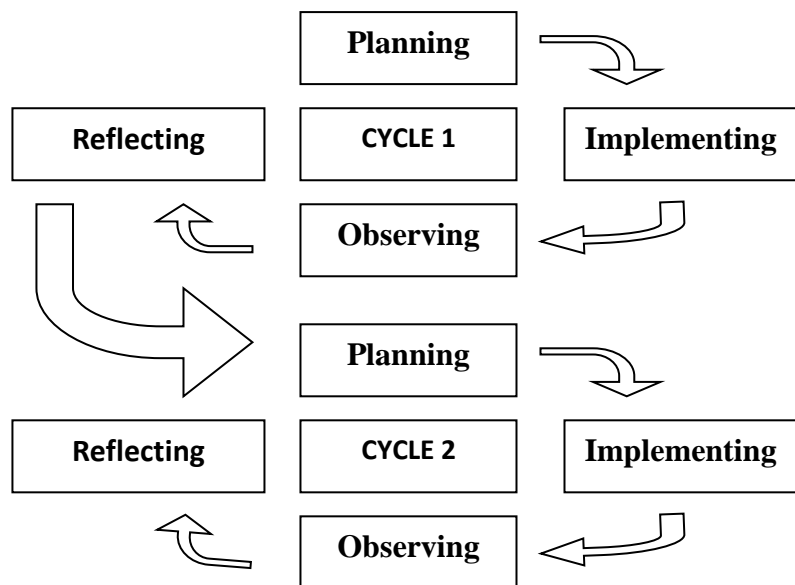 Planning
Reflecting
CYCLE 1
Implementing
Observing
Planning
Reflecting
CYCLE 2
Implementing
Observing